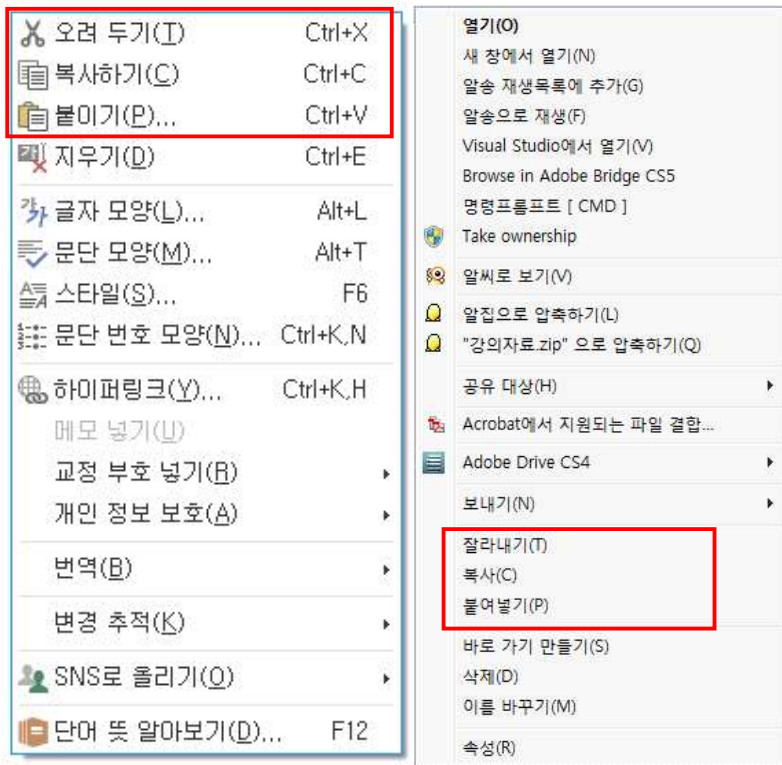 오려 두기(T) Ctrl+X
복사하기(C) Ctrl+C
붙이기(P)... Ctrl+V
지우기(D) Ctrl+E
글자 모양(L)... Alt+L
문단 모양(M)... Alt+T
스타일(S)... F6
문단 번호 모양(N)... Ctrl+K,N
하이퍼링크(Y)... Ctrl+K,H
메모 넣기(U)
교정 부호 넣기(R)
개인 정보 보호(A)
번역(B)
변경 추적(K)
SNS로 올리기(O)
단어 뜻 알아보기(D)... F12
열기(O)
새 창에서 열기(N)
알송 재생목록에 추가(G)
알송으로 재생(F)
Visual Studio에서 열기(V)
Browse in Adobe Bridge CS5
명령프롬프트 [ CMD ]
Take ownership
알씨로 보기(V)
알집으로 압축하기(L)
"강의자료.zip" 으로 압축하기(Q)
공유 대상(H)
Acrobat에서 지원되는 파일 결합...
Adobe Drive CS4
보내기(N)
잘라내기(T)
복사(C)
붙여넣기(P)
바로 가기 만들기(S)
삭제(D)
이름 바꾸기(M)
속성(R)